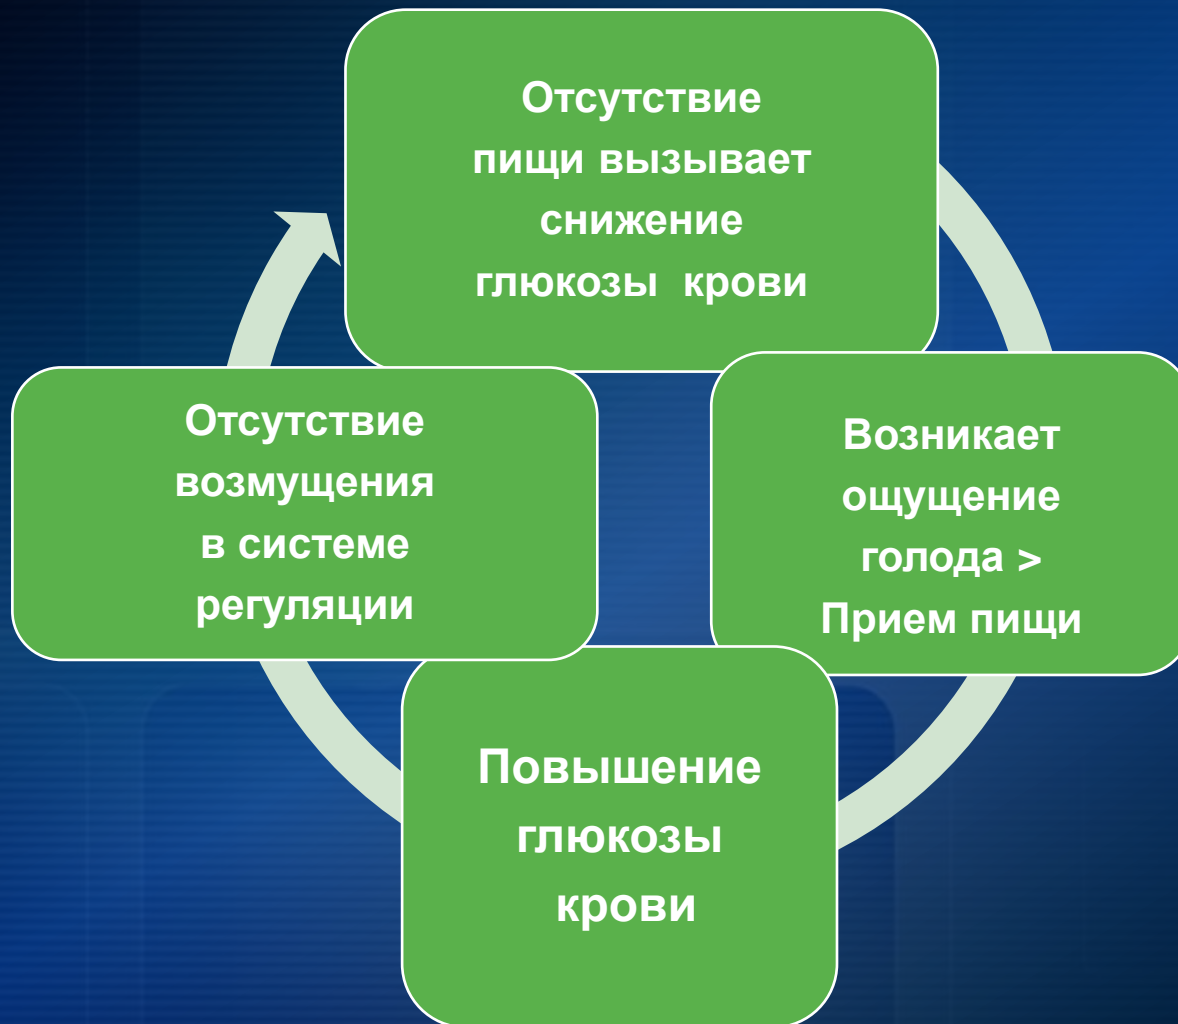 Отсутствие
пищи вызывает
снижение
глюкозы крови
Возникает
ощущение
голода >
Прием пищи
Повышение
глюкозы
крови
Отсутствие
возмущения
в системе
регуляции